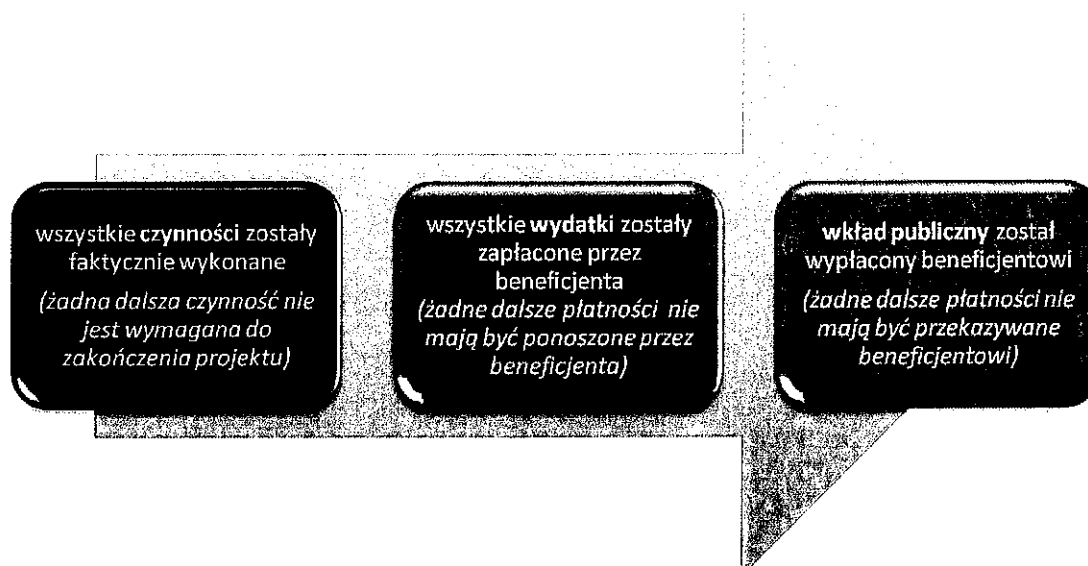 wszystkie czynności zostały
faktycznie wykonane
(żadna dalsza czynność nie
jest wymagana do
zakończenia projektu)
wszystkie wydatki zostały
zapłacone przez
beneficjenta
(żadne dalsze płatności nie
mają być ponoszone przez
beneficjenta)
wkład publiczny został
wypłacony beneficjentowi
(żadne dalsze płatności nie
mają być przekazywane
beneficjentowi)